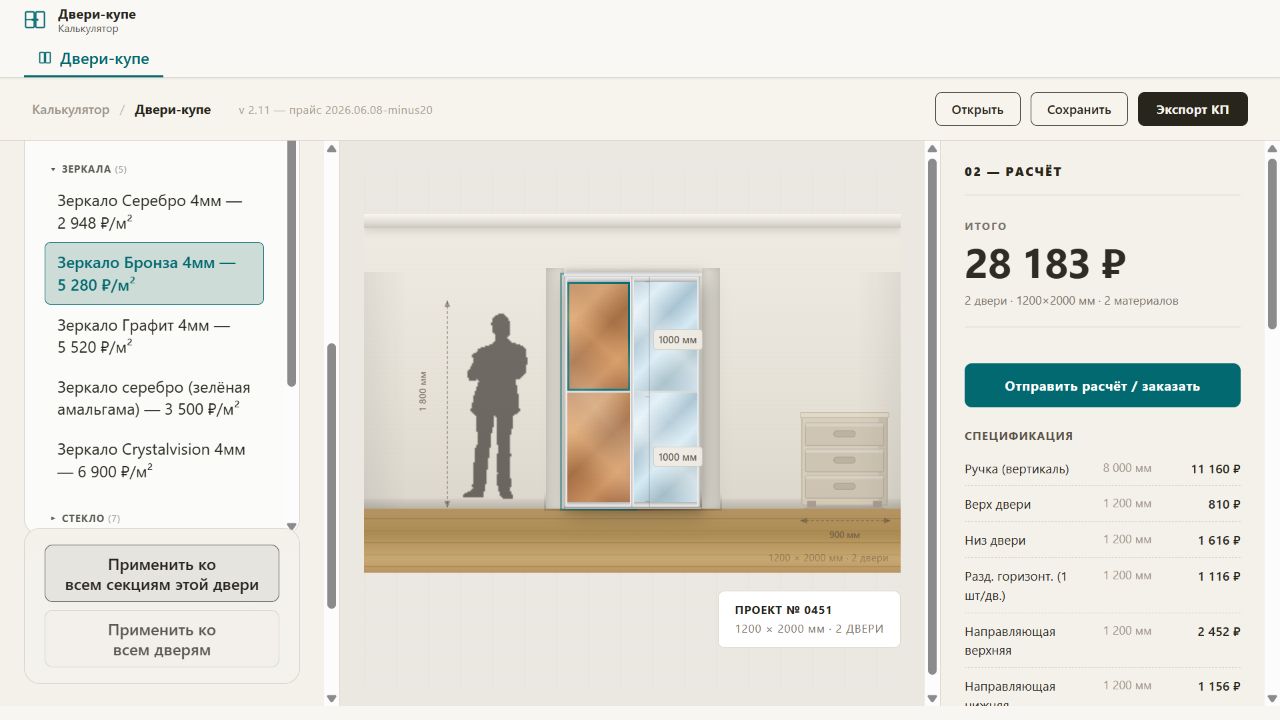 Двери-купе
Калькулятор
Двери-купе
Калькулятор / Двери-купе v 2.11 — прайс 2026.06.08-minus20
Открыть
Сохранить
Экспорт КП
ЗЕРКАЛА (5)
Зеркало Серебро 4мм —
2 948 ₽/м²
Зеркало Бронза 4мм —
5 280 ₽/м²
Зеркало Графит 4мм —
5 520 ₽/м²
Зеркало серебро (зелёная
амальгама) — 3 500 ₽/м²
Зеркало Crystalvision 4мм
— 6 900 ₽/м²
СТЕКЛО (7)
Применить ко
всем секциям этой двери
Применить ко
всем дверям
1 800 мм
1000 мм
1000 мм
900 мм
1200 × 2000 мм · 2 двери
ПРОЕКТ № 0451
1200 × 2000 мм · 2 ДВЕРИ
02 — РАСЧЁТ
ИТОГО
28 183 ₽
2 двери · 1200×2000 мм · 2 материалов
Отправить расчёт / заказать
СПЕЦИФИКАЦИЯ
Ручка (вертикаль) 8 000 мм 11 160 ₽
Верх двери 1 200 мм 810 ₽
Низ двери 1 200 мм 1 616 ₽
Разд. горизонт. (1 1 200 мм 1 116 ₽
шт/дв.)
Направляющая 1 200 мм 2 452 ₽
верхняя
Направляющая 1 200 мм 1 156 ₽
нижняя